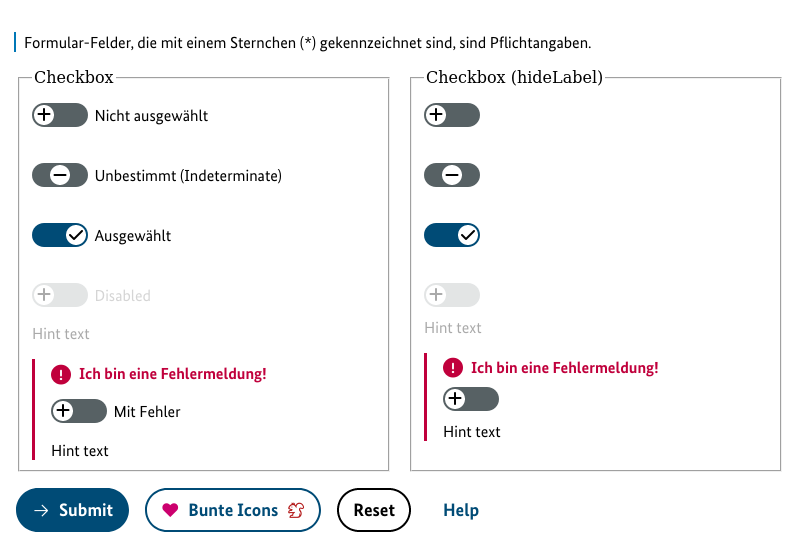 Formular-Felder, die mit einem Sternchen (*) gekennzeichnet sind, sind Pflichtangaben.
Checkbox
Nicht ausgewählt
Unbestimmt (Indeterminate)
Ausgewählt
Disabled
Hint text
Ich bin eine Fehlermeldung!
Mit Fehler
Hint text
Checkbox (hideLabel)
Hint text
Ich bin eine Fehlermeldung!
Hint text
Submit
Bunte Icons
Reset
Help